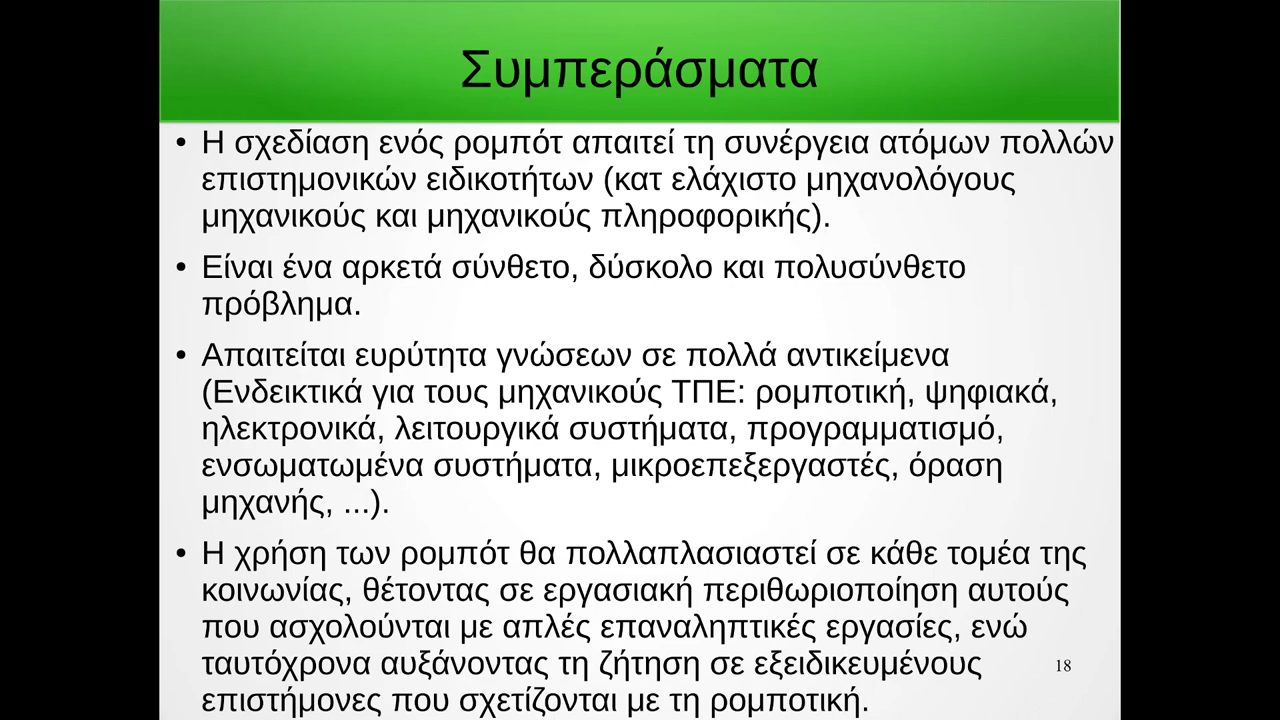 Συμπεράσματα
• Η σχεδίαση ενός ρομπότ απαιτεί τη συνέργεια ατόμων πολλών
επιστημονικών ειδικοτήτων (κατ ελάχιστο μηχανολόγους
μηχανικούς και μηχανικούς πληροφορικής).
• Είναι ένα αρκετά σύνθετο, δύσκολο και πολυσύνθετο
πρόβλημα.
• Απαιτείται ευρύτητα γνώσεων σε πολλά αντικείμενα
(Ενδεικτικά για τους μηχανικούς ΤΠΕ: ρομποτική, ψηφιακά,
ηλεκτρονικά, λειτουργικά συστήματα, προγραμματισμό,
ενσωματωμένα συστήματα, μικροεπεξεργαστές, όραση
μηχανής, ...).
• Η χρήση των ρομπότ θα πολλαπλασιαστεί σε κάθε τομέα της
κοινωνίας, θέτοντας σε εργασιακή περιθωριοποίηση αυτούς
που ασχολούνται με απλές επαναληπτικές εργασίες, ενώ
ταυτόχρονα αυξάνοντας τη ζήτηση σε εξειδικευμένους
επιστήμονες που σχετίζονται με τη ρομποτική.
18